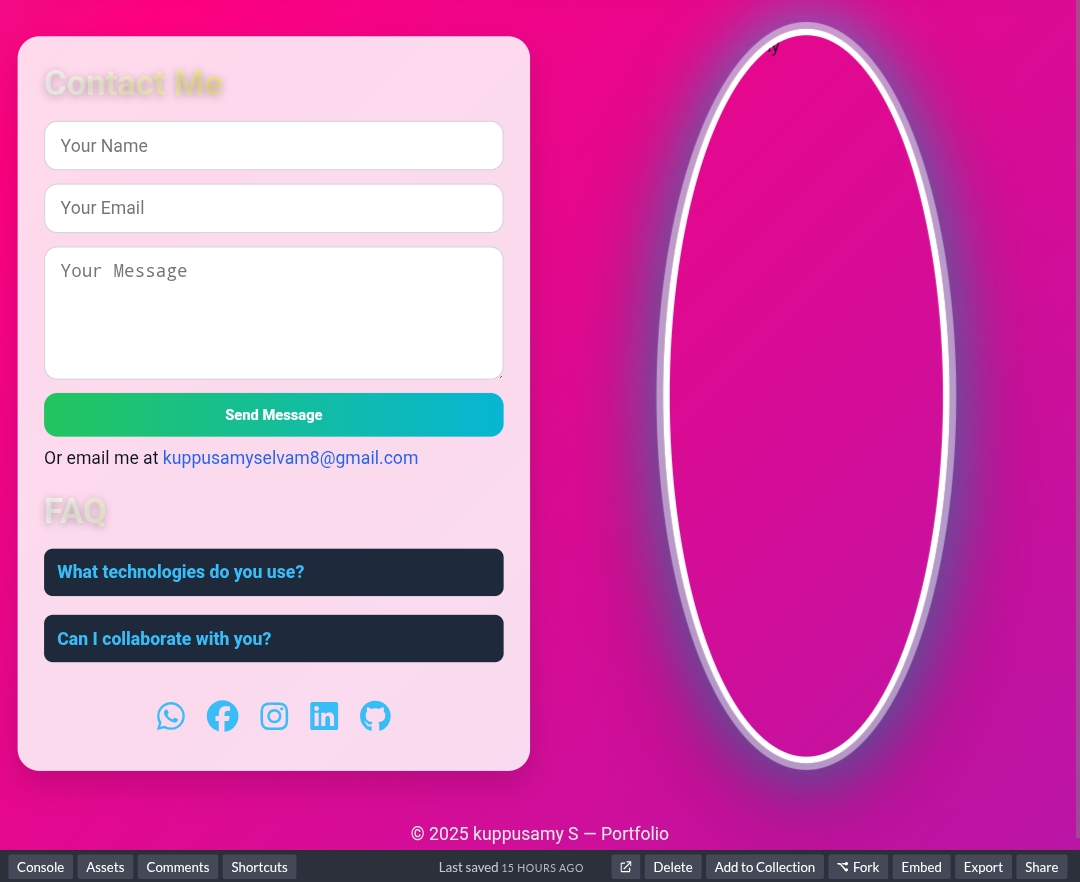 Contact Me
Your Name
Your Email
Your Message
Send Message
Or email me at kuppusamyselvam8@gmail.com
FAQ
What technologies do you use?
Can I collaborate with you?
© 2025 kuppusamy S — Portfolio
Console Assets Comments Shortcuts Last saved 15 HOURS AGO Delete Add to Collection Fork Embed Export Share